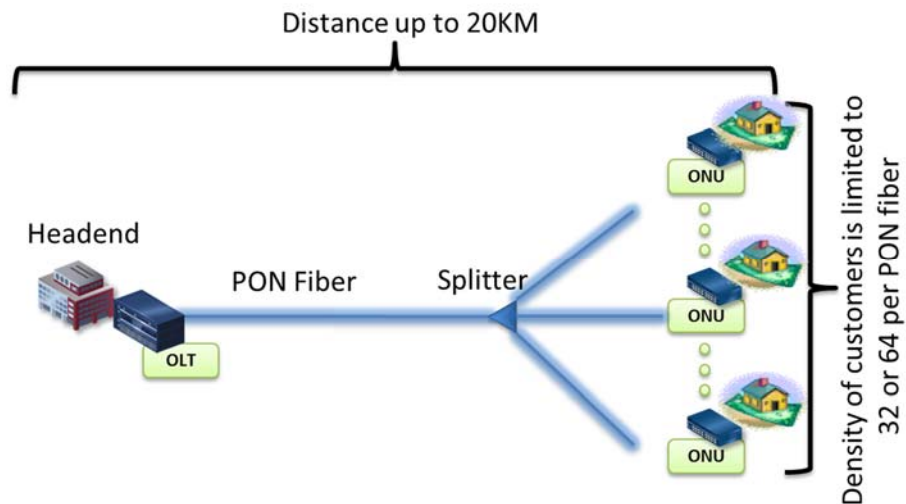 Distance up to 20KM
Headend
PON Fiber
Splitter
OLT
ONU
ONU
ONU
Density of customers is limited to
32 or 64 per PON fiber